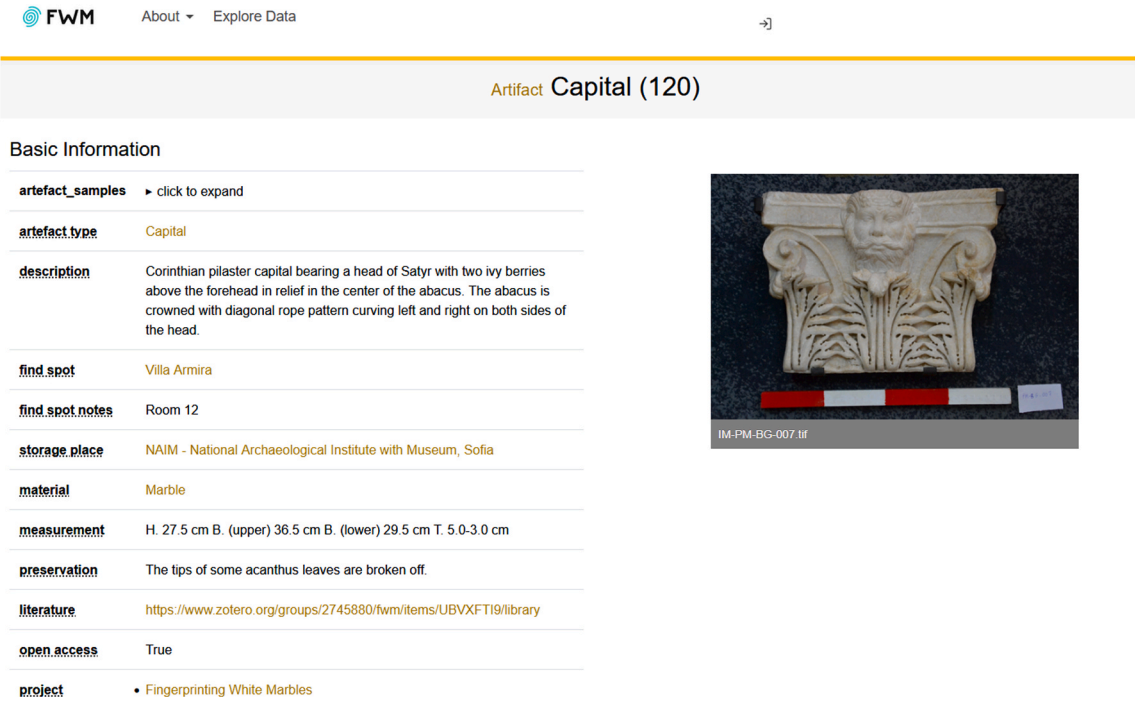 FWM
About Explore Data
Artifact Capital (120)
Basic Information
artefact_samples ► click to expand
artefact type Capital
description Corinthian pilaster capital bearing a head of Satyr with two ivy berries
above the forehead in relief in the center of the abacus. The abacus is
crowned with diagonal rope pattern curving left and right on both sides of
the head.
find spot Villa Armira
find spot notes Room 12
storage place NAIM - National Archaeological Institute with Museum, Sofia
material Marble
measurement H. 27.5 cm B. (upper) 36.5 cm B. (lower) 29.5 cm T. 5.0-3.0 cm
preservation The tips of some acanthus leaves are broken off.
literature https://www.zotero.org/groups/2745880/fwm/items/UBVXFTI9/library
open access True
project • Fingerprinting White Marbles
IM-PM-BG-007.tif